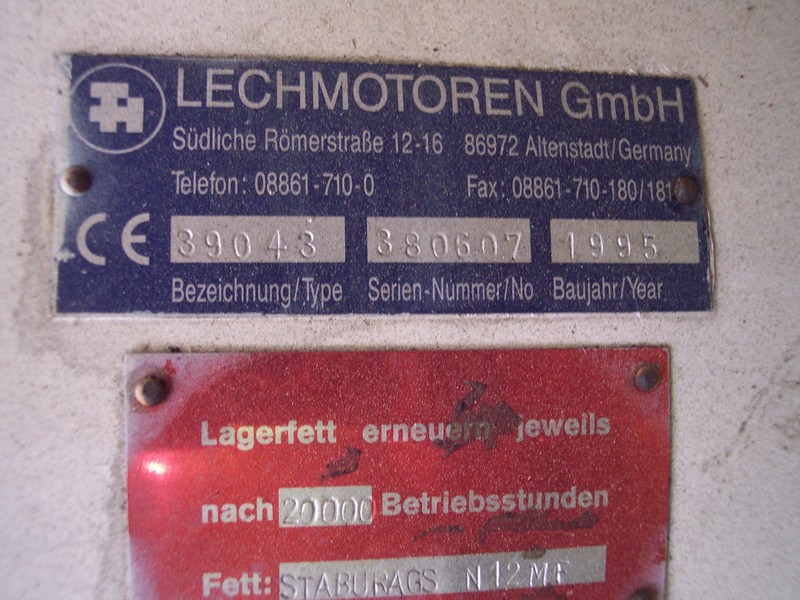 LECHMOTOREN GmbH
Südliche Römerstraße 12-16 86972 Altenstadt/Germany
Telefon: 08861-710-0 Fax: 08861-710-180/181
CE 39043 380607 1995
Bezeichnung/Type Serien-Nummer/No Baujahr/Year
Lagerfett erneuern jeweils
nach 20000 Betriebsstunden
Fett: STABURAGS N12MF